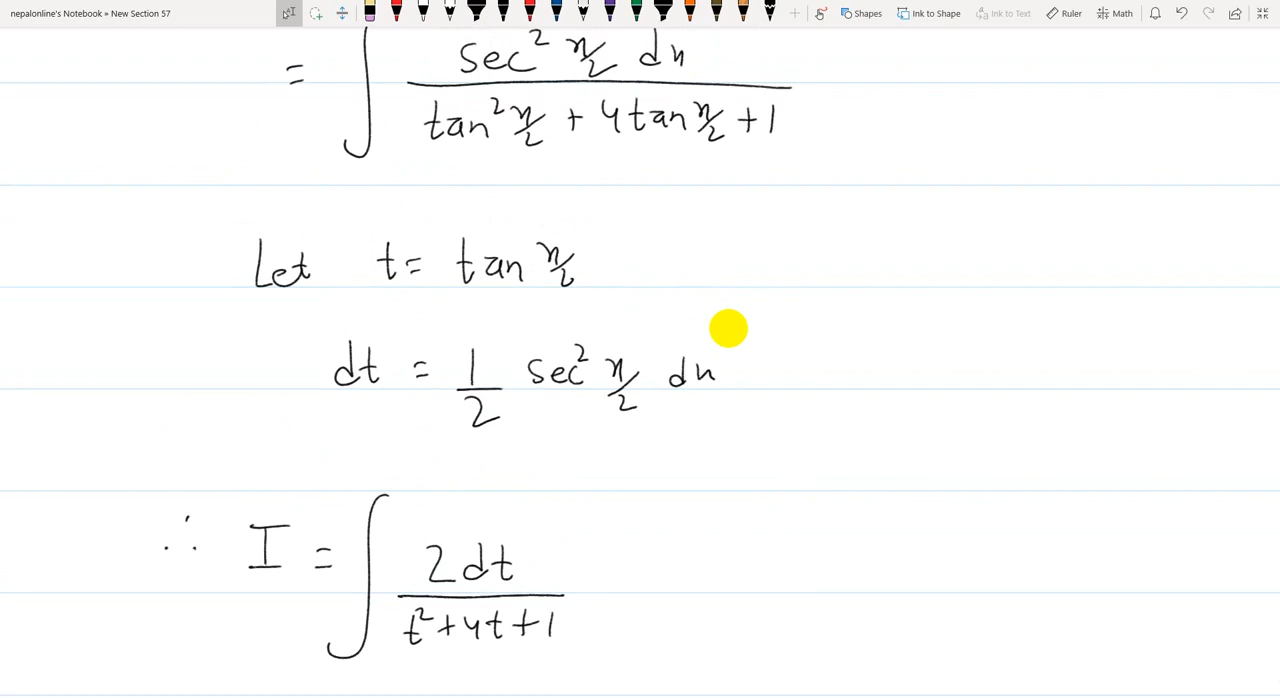 nepalonline's Notebook » New Section 57
Shapes Ink to Shape Ink to Text Ruler Math
= ∫ sec² x/2 dx / (tan² x/2 + 4 tan x/2 + 1)
Let t = tan x/2
dt = 1/2 sec² x/2 dx
∴ I = ∫ 2dt / (t² + 4t + 1)